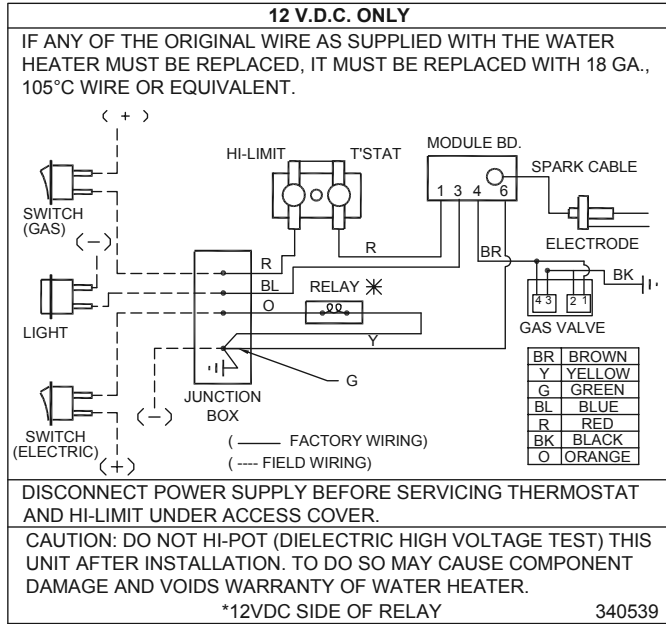 12 V.D.C. ONLY
IF ANY OF THE ORIGINAL WIRE AS SUPPLIED WITH THE WATER
HEATER MUST BE REPLACED, IT MUST BE REPLACED WITH 18 GA.,
105°C WIRE OR EQUIVALENT.
( + )
HI-LIMIT T'STAT
MODULE BD.
SPARK CABLE
1 3 4 6
SWITCH
(GAS)
(−)
ELECTRODE
R
R
BR
BK
BL
RELAY ✳
O
4 3 2 1
LIGHT
GAS VALVE
Y
G
BR BROWN
Y YELLOW
G GREEN
BL BLUE
R RED
BK BLACK
O ORANGE
JUNCTION
BOX
(−)
SWITCH
(ELECTRIC)
(+)
( —— FACTORY WIRING)
( ---- FIELD WIRING)
DISCONNECT POWER SUPPLY BEFORE SERVICING THERMOSTAT
AND HI-LIMIT UNDER ACCESS COVER.
CAUTION: DO NOT HI-POT (DIELECTRIC HIGH VOLTAGE TEST) THIS
UNIT AFTER INSTALLATION. TO DO SO MAY CAUSE COMPONENT
DAMAGE AND VOIDS WARRANTY OF WATER HEATER.
*12VDC SIDE OF RELAY 340539